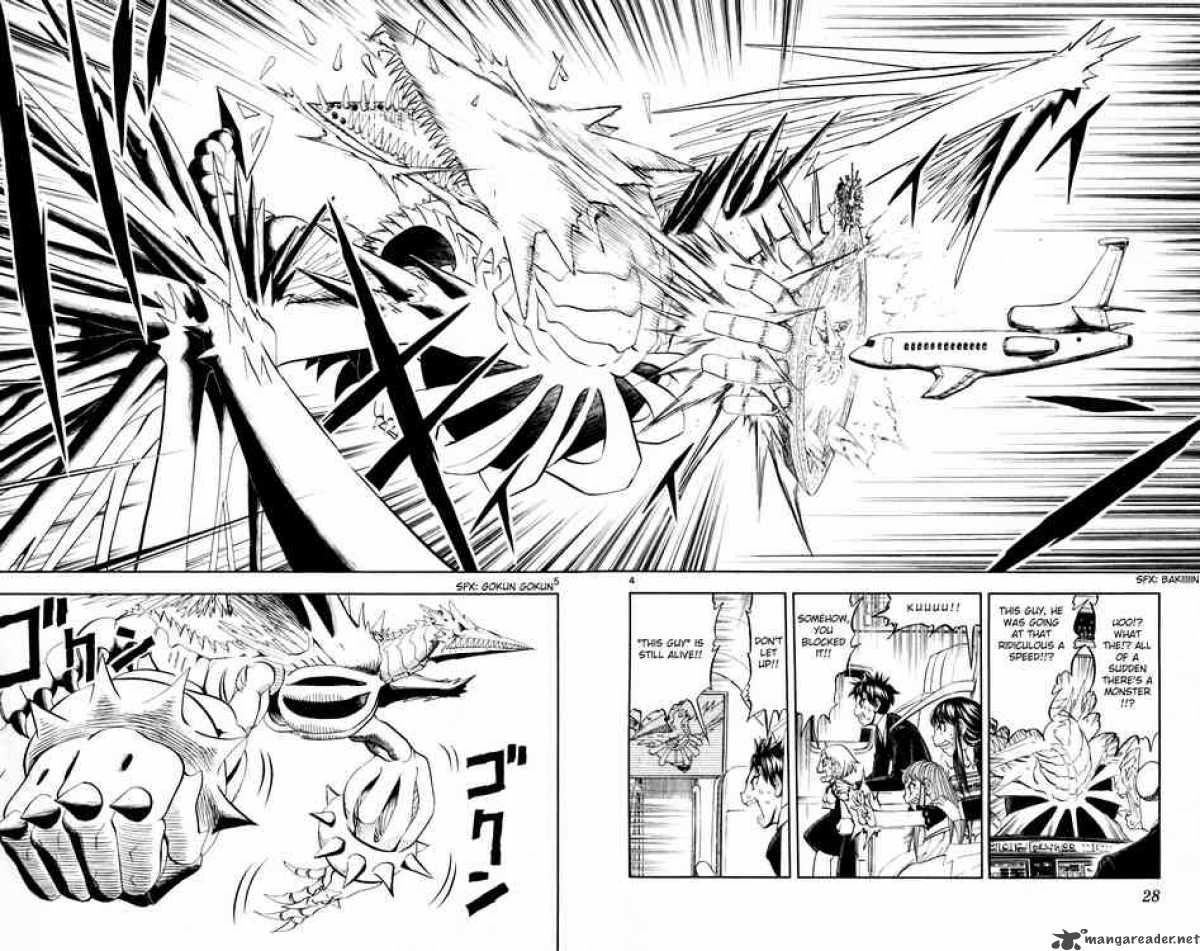 SFX: BAKIIIIN
4
SFX: GOKUN GOKUN
5
UOO!?
WHAT
THE!? ALL
OF A
SUDDEN
THERE'S A
MONSTER
!!?
THIS GUY, HE
WAS GOING
AT THAT
RIDICULOUS
A SPEED!!?
KUUUU!!
SOMEHOW,
YOU
BLOCKED
IT!!
DON'T
LET
UP!!
"THIS GUY" IS
STILL ALIVE!!
ゴクン
ゴクン
28
mangareader.net